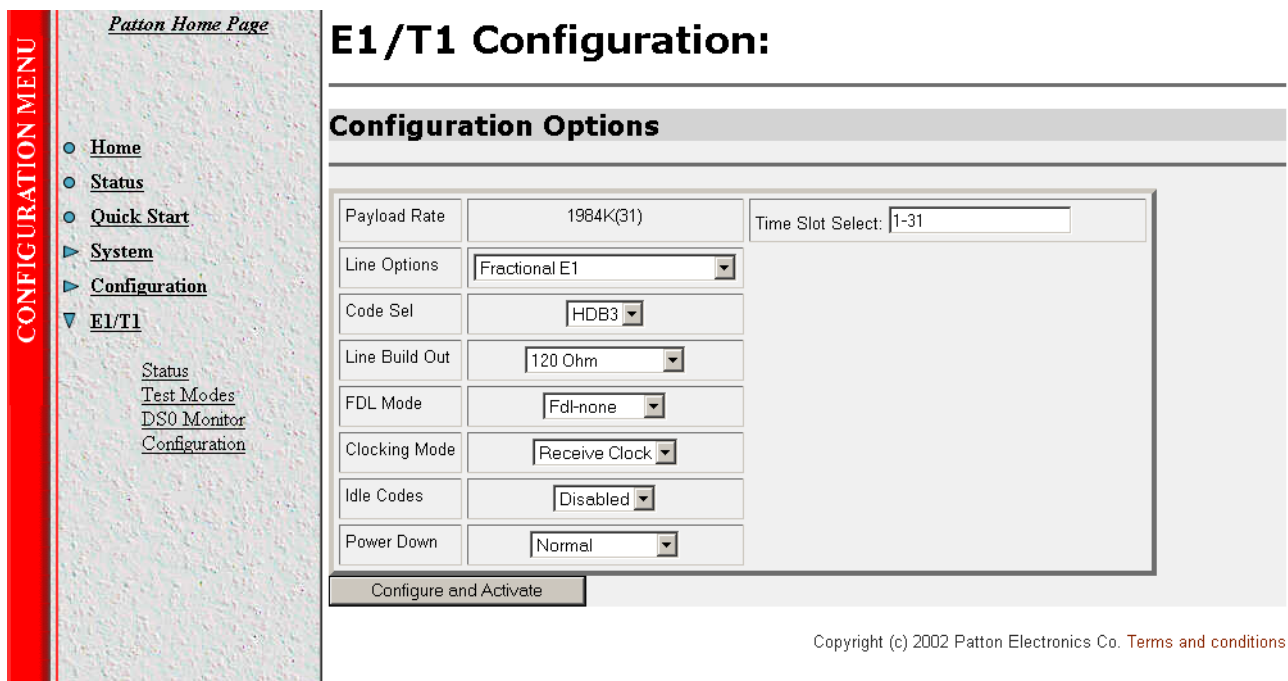 CONFIGURATION MENU
Patton Home Page
Home
Status
Quick Start
System
Configuration
E1/T1
Status
Test Modes
DS0 Monitor
Configuration
E1/T1 Configuration:
Configuration Options
Payload Rate 1984K(31) Time Slot Select: 1-31
Line Options Fractional E1
Code Sel HDB3
Line Build Out 120 Ohm
FDL Mode Fdl-none
Clocking Mode Receive Clock
Idle Codes Disabled
Power Down Normal
Configure and Activate
Copyright (c) 2002 Patton Electronics Co. Terms and conditions